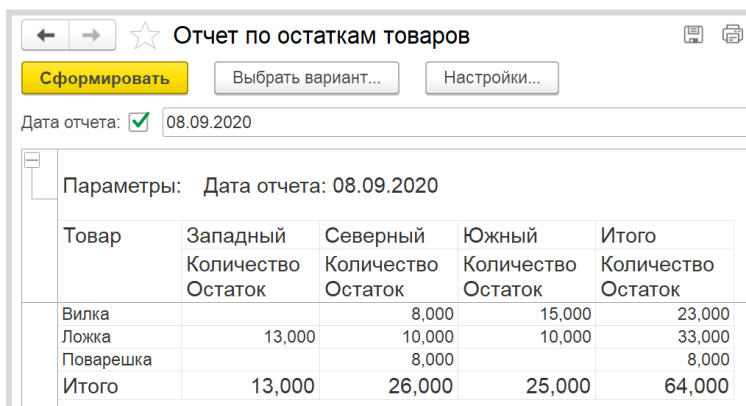 Отчет по остаткам товаров
Сформировать Выбрать вариант... Настройки...
Дата отчета: 08.09.2020
Параметры: Дата отчета: 08.09.2020
Товар Западный Северный Южный Итого
Количество Количество Количество Количество
Остаток Остаток Остаток Остаток
Вилка 8,000 15,000 23,000
Ложка 13,000 10,000 10,000 33,000
Поварешка 8,000 8,000
Итого 13,000 26,000 25,000 64,000